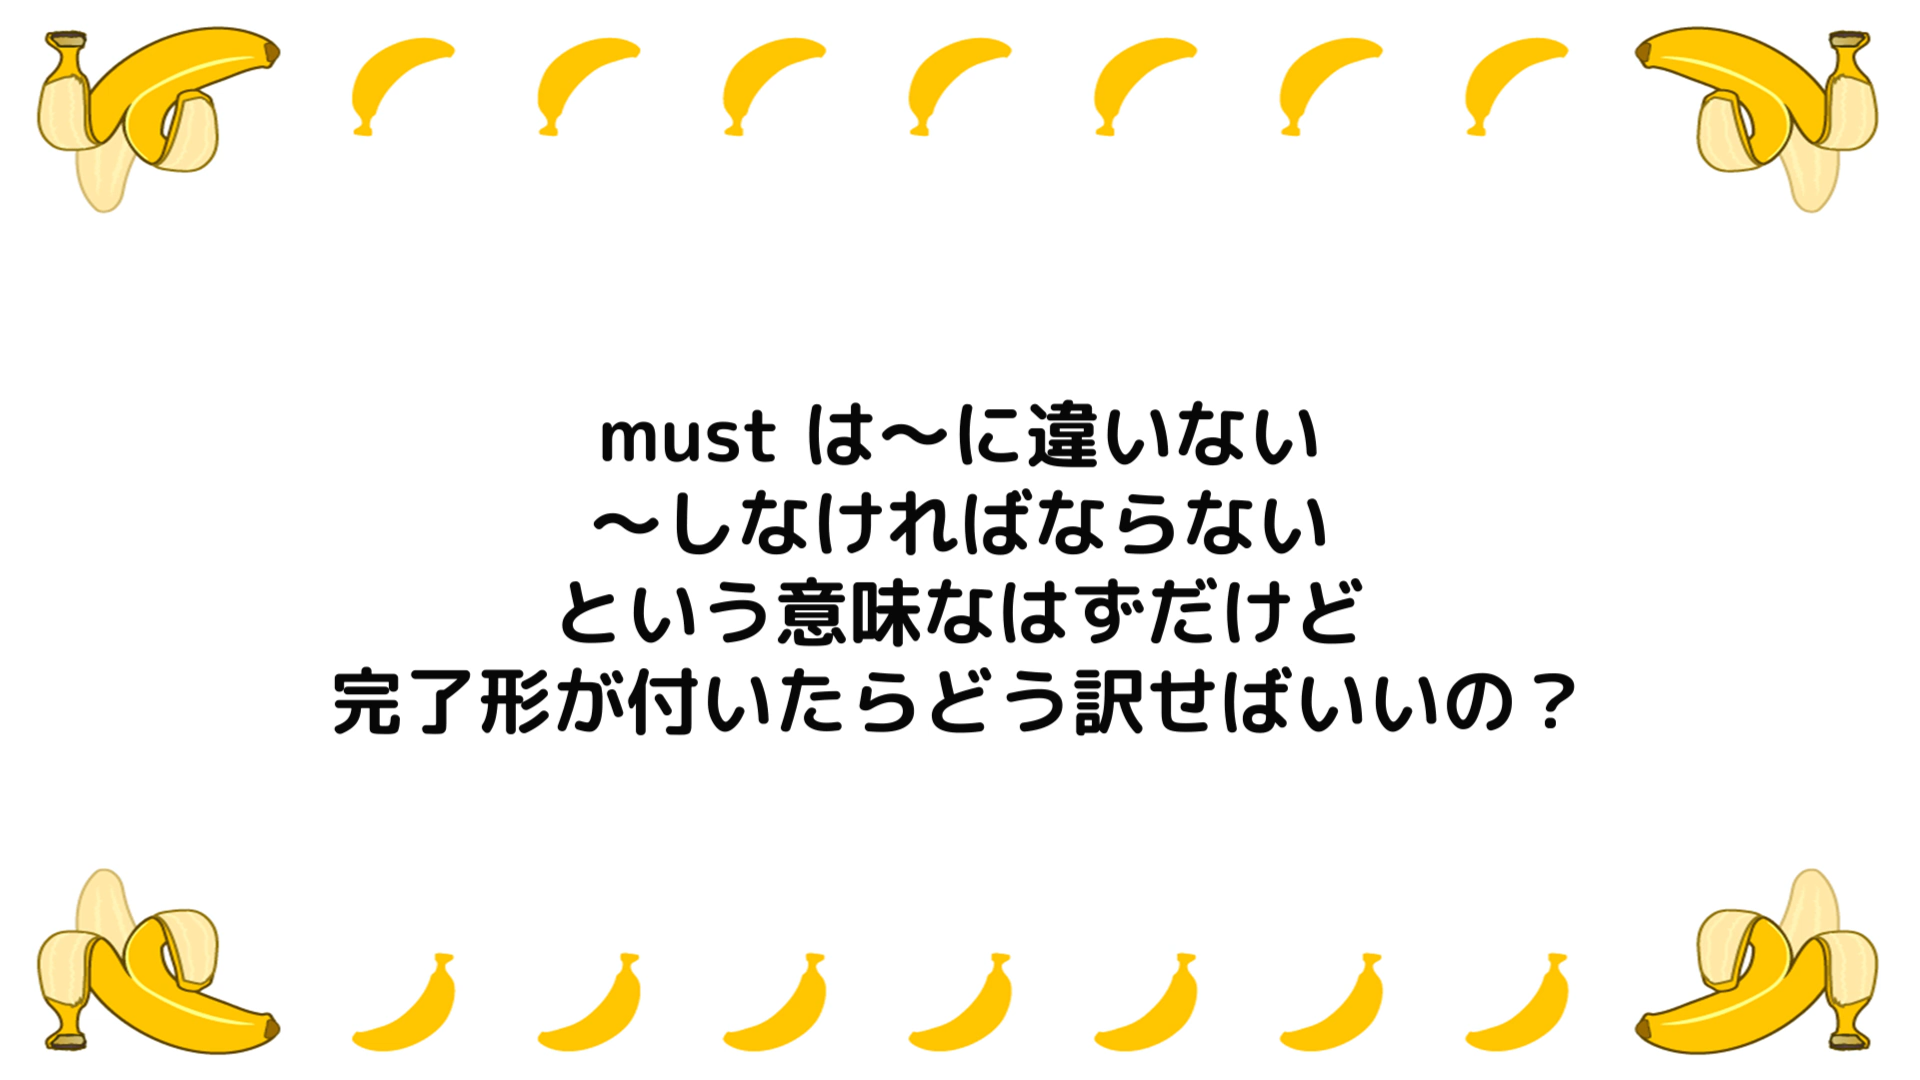 must は〜に違いない
〜しなければならない
という意味なはずだけど
完了形が付いたらどう訳せばいいの？